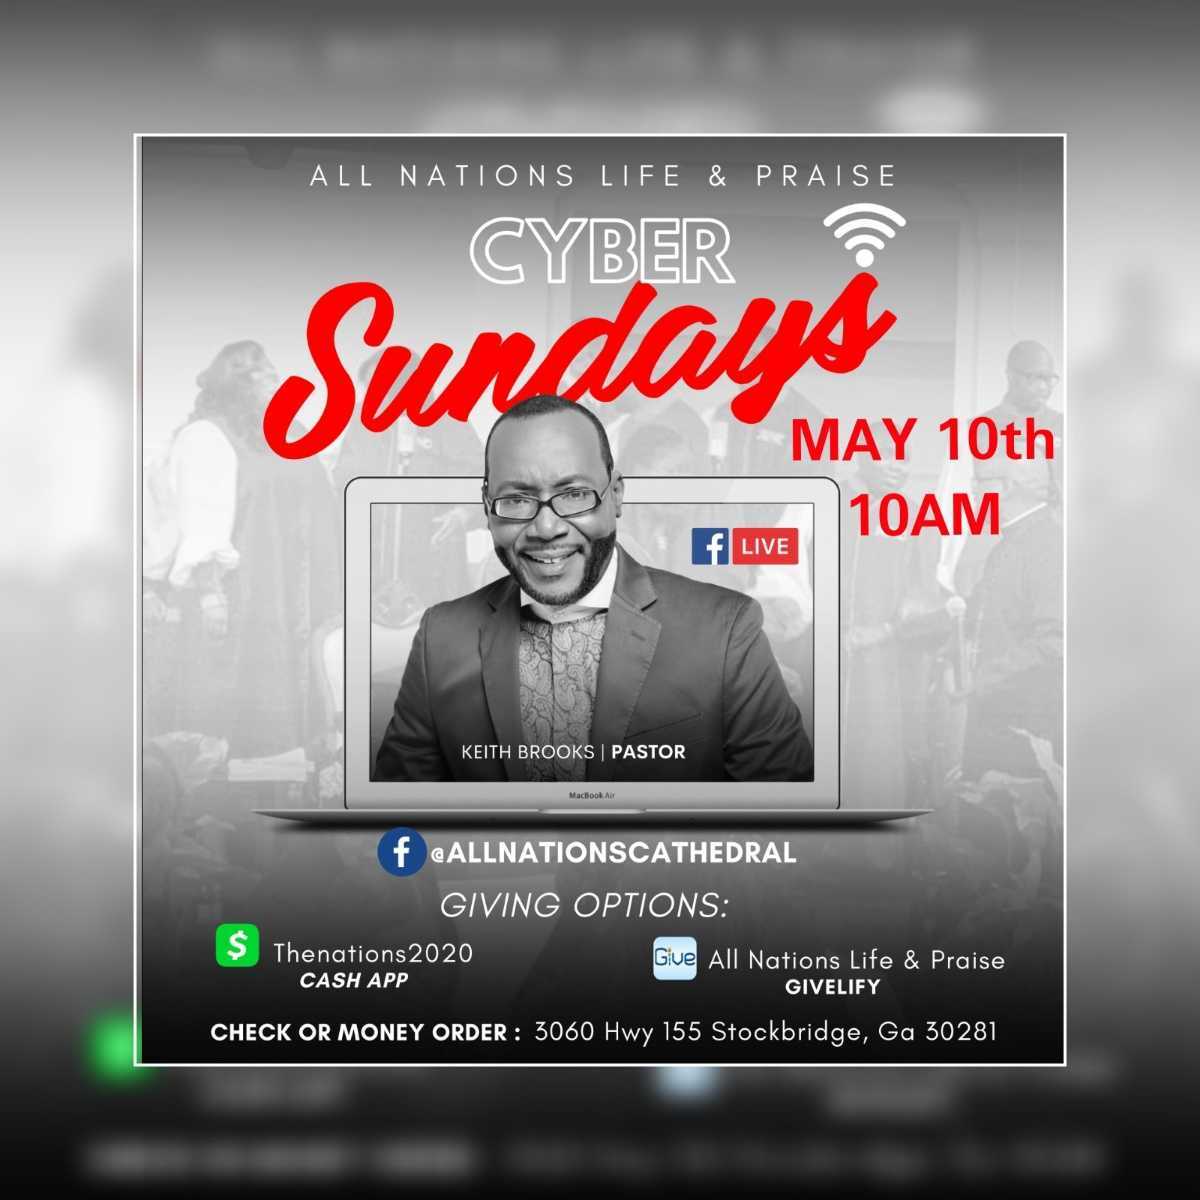 ALL NATIONS LIFE & PRAISE
CYBER
Sundays
MAY 10th
10AM
f LIVE
KEITH BROOKS | PASTOR
MacBook Air
f @ALLNATIONSCATHEDRAL
GIVING OPTIONS:
$ Thenations2020
CASH APP
Give All Nations Life & Praise
GIVELIFY
CHECK OR MONEY ORDER : 3060 Hwy 155 Stockbridge, Ga 30281